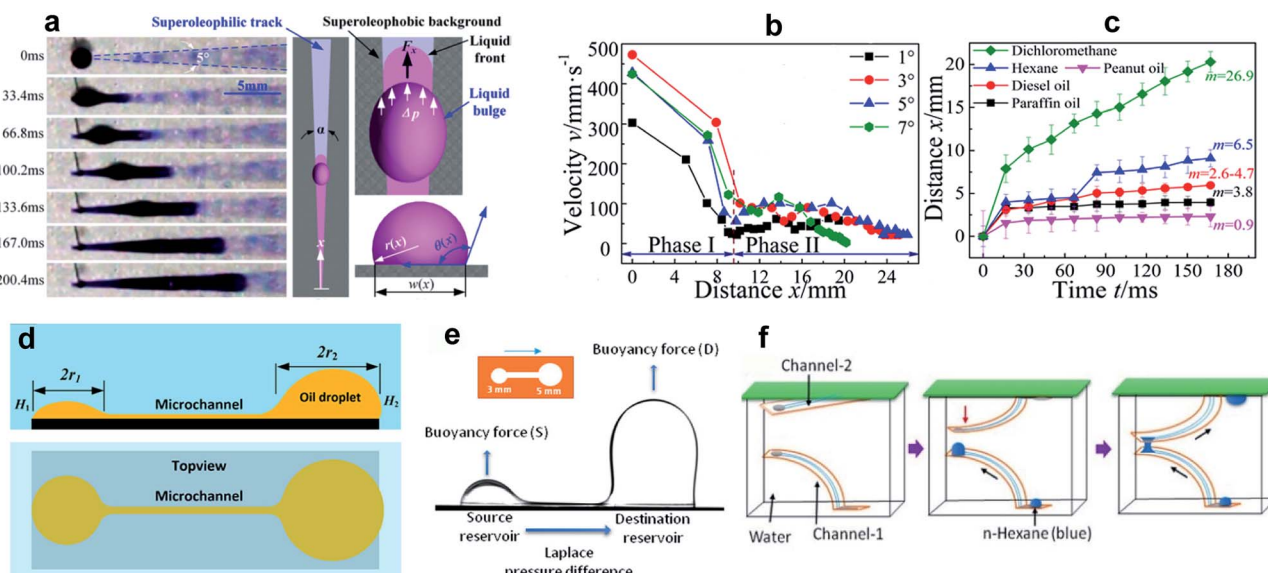 a
0ms
33.4ms
66.8ms
100.2ms
133.6ms
167.0ms
200.4ms
5°
5mm
Superoleophilic track
Superoleophobic background
α
x
Fx
Liquid front
Liquid bulge
Δp
r(x)
θ(x)
w(x)
b
Velocity v/mm·s⁻¹
500
400
300
200
100
0
1°
3°
5°
7°
Phase I
Phase II
0 4 8 12 16 20 24
Distance x/mm
c
Distance x/mm
20
15
10
5
0
Dichloromethane
Hexane
Peanut oil
Diesel oil
Paraffin oil
m=26.9
m=6.5
m=2.6-4.7
m=3.8
m=0.9
0 30 60 90 120 150 180
Time t/ms
d
2r₁
2r₂
H₁
Microchannel
Oil droplet
H₂
Topview
Microchannel
e
3 mm
5 mm
Buoyancy force (D)
Buoyancy force (S)
Source reservoir
Destination reservoir
Laplace
pressure difference
f
Channel-2
Water
Channel-1
n-Hexane (blue)